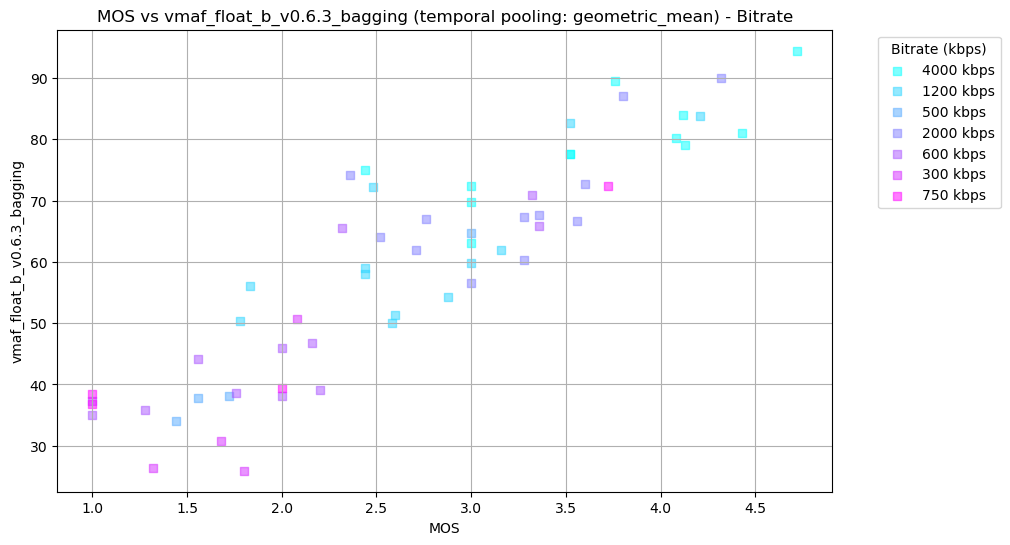 MOS vs vmaf_float_b_v0.6.3_bagging (temporal pooling: geometric_mean) - Bitrate
vmaf_float_b_v0.6.3_bagging
90
80
70
60
50
40
30
1.0 1.5 2.0 2.5 3.0 3.5 4.0 4.5
MOS
Bitrate (kbps)
4000 kbps
1200 kbps
500 kbps
2000 kbps
600 kbps
300 kbps
750 kbps